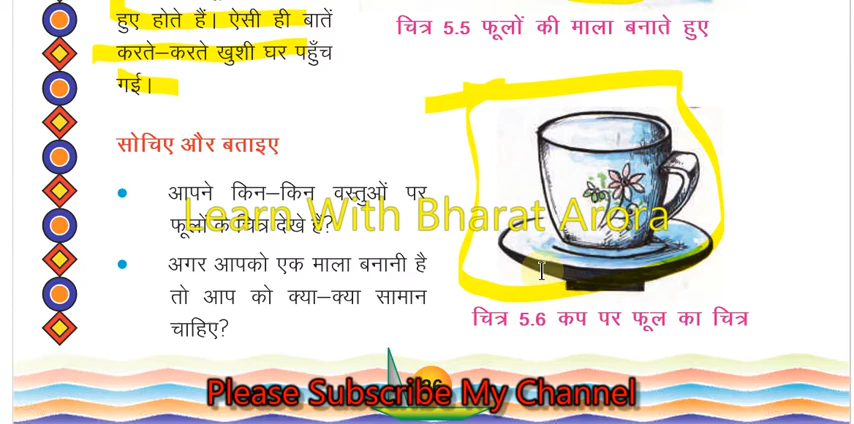 हुए होते हैं। ऐसी ही बातें
करते–करते खुशी घर पहुँच
गई।
चित्र 5.5 फूलों की माला बनाते हुए
सोचिए और बताइए
आपने किन–किन वस्तुओं पर
फूलों के चित्र देखे हैं?
Learn With Bharat Arora
अगर आपको एक माला बनानी है
तो आप को क्या–क्या सामान
चाहिए?
चित्र 5.6 कप पर फूल का चित्र
Please Subscribe My Channel